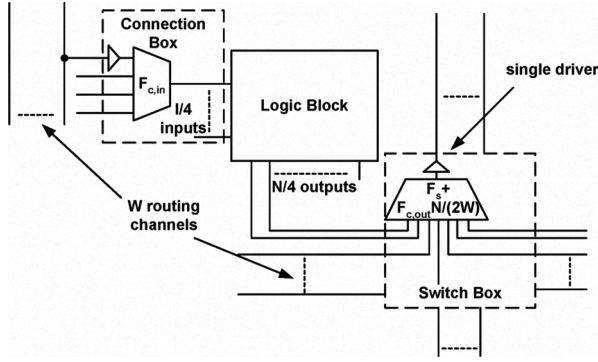 Connection
Box
F_c,in
I/4
inputs
Logic Block
single driver
N/4 outputs
F_s+
F_c,out N/(2W)
W routing
channels
Switch Box